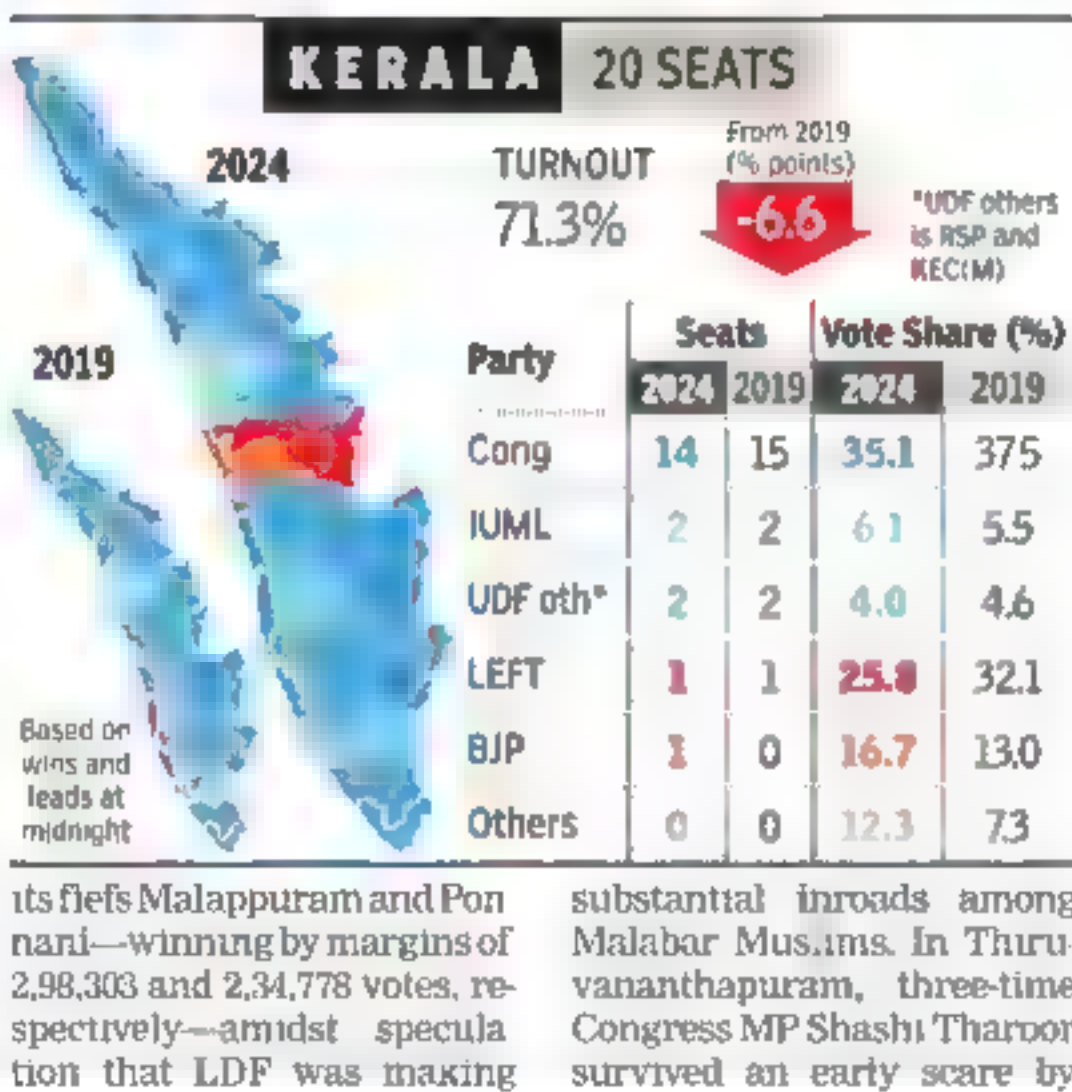 KERALA 20 SEATS
2024
TURNOUT
71.3%
From 2019
(% points)
-6.6
*UDF others
is RSP and
KEC(M)
2019
Party Seats Vote Share (%)
2024 2019 2024 2019
Cong 14 15 35.1 375
IUML 2 2 6 1 5.5
UDF oth* 2 2 4.0 4.6
LEFT 1 1 25.8 32.1
BJP 1 0 16.7 13.0
Others 0 0 12.3 73
Based on
wins and
leads at
midnight
its fiefs Malappuram and Pon
nani—winning by margins of
2,98,303 and 2,34,778 votes, re-
spectively—amidst specula
tion that LDF was making
substantial inroads among
Malabar Muslims. In Thiru-
vananthapuram, three-time
Congress MP Shashi Tharoor
survived an early scare by